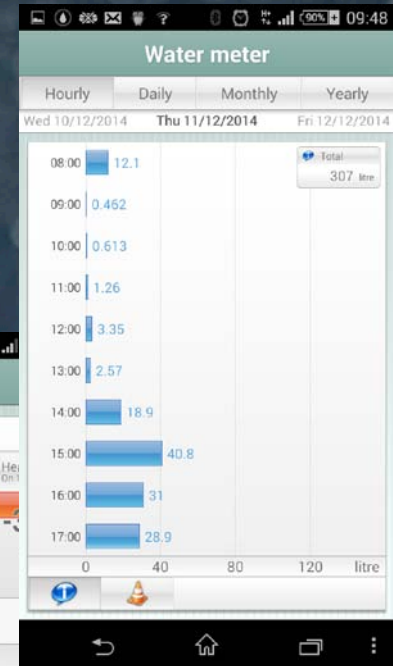 ? 90% 09:48
Water meter
Hourly Daily Monthly Yearly
Wed 10/12/2014 Thu 11/12/2014 Fri 12/12/2014
Total
307 litre
08:00 12.1
09:00 0.462
10:00 0.613
11:00 1.26
12:00 3.35
13:00 2.57
14:00 18.9
15:00 40.8
16:00 31
17:00 28.9
0 40 80 120 litre